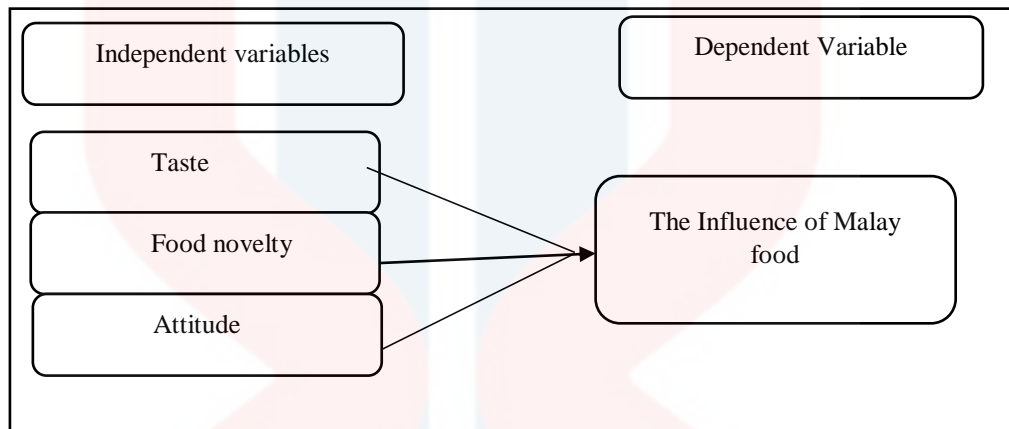 Independent variables
Dependent Variable
Taste
Food novelty
Attitude
The Influence of Malay
food